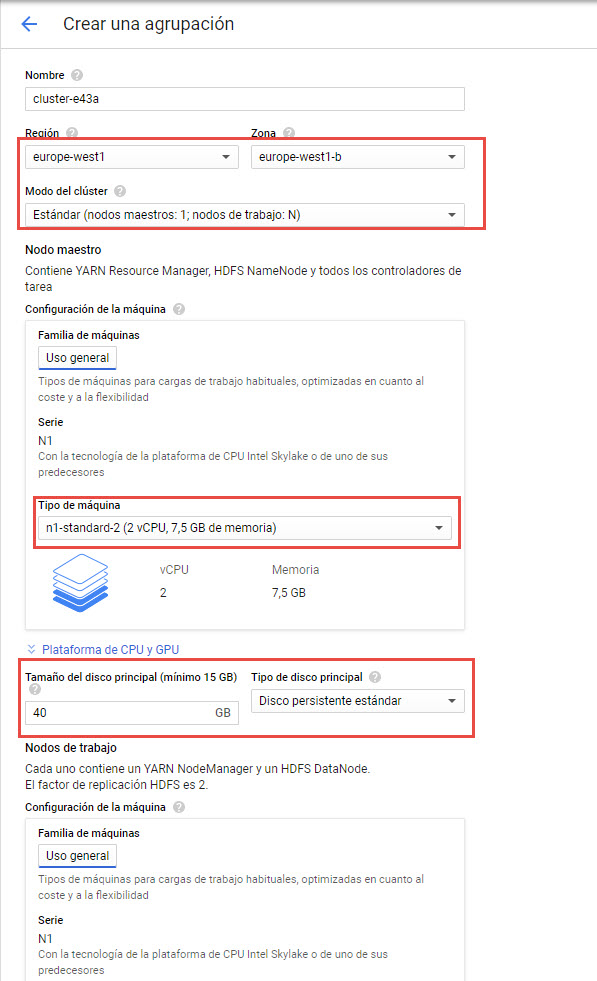 Crear una agrupación
Nombre
cluster-e43a
Región Zona
europe-west1 europe-west1-b
Modo del clúster
Estándar (nodos maestros: 1; nodos de trabajo: N)
Nodo maestro
Contiene YARN Resource Manager, HDFS NameNode y todos los controladores de
tarea
Configuración de la máquina
Familia de máquinas
Uso general
Tipos de máquinas para cargas de trabajo habituales, optimizadas en cuanto al
coste y a la flexibilidad
Serie
N1
Con la tecnología de la plataforma de CPU Intel Skylake o de uno de sus
predecesores
Tipo de máquina
n1-standard-2 (2 vCPU, 7,5 GB de memoria)
vCPU Memoria
2 7,5 GB
Plataforma de CPU y GPU
Tamaño del disco principal (mínimo 15 GB) Tipo de disco principal
40 GB Disco persistente estándar
Nodos de trabajo
Cada uno contiene un YARN NodeManager y un HDFS DataNode.
El factor de replicación HDFS es 2.
Configuración de la máquina
Familia de máquinas
Uso general
Tipos de máquinas para cargas de trabajo habituales, optimizadas en cuanto al
coste y a la flexibilidad
Serie
N1
Con la tecnología de la plataforma de CPU Intel Skylake o de uno de sus
predecesores